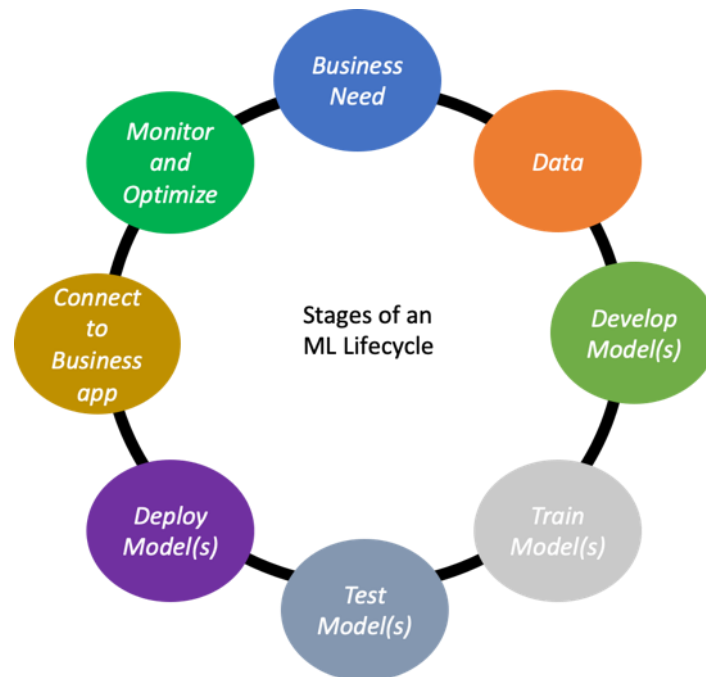 Business
Need
Data
Develop
Model(s)
Train
Model(s)
Test
Model(s)
Deploy
Model(s)
Connect
to
Business
app
Monitor
and
Optimize
Stages of an
ML Lifecycle